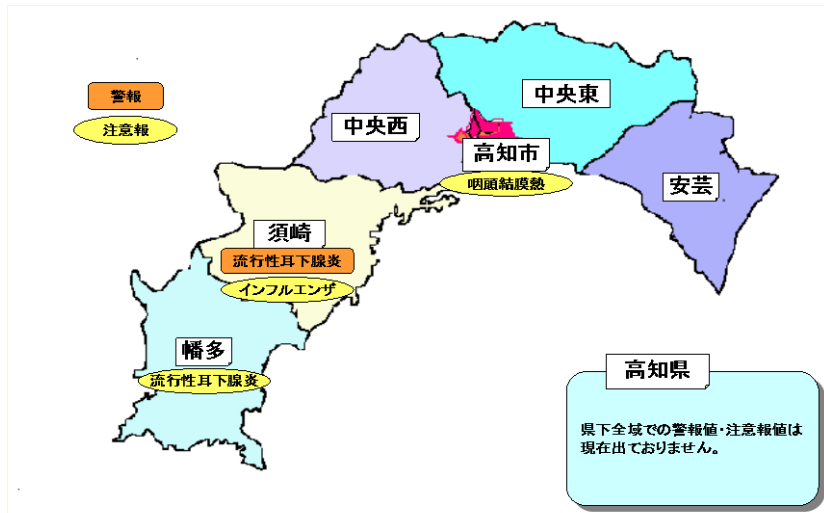 警報
注意報
中央西
中央東
高知市
咽頭結膜熱
安芸
須崎
流行性耳下腺炎
インフルエンザ
幡多
流行性耳下腺炎
高知県
県下全域での警報値・注意報値は
現在出ておりません。